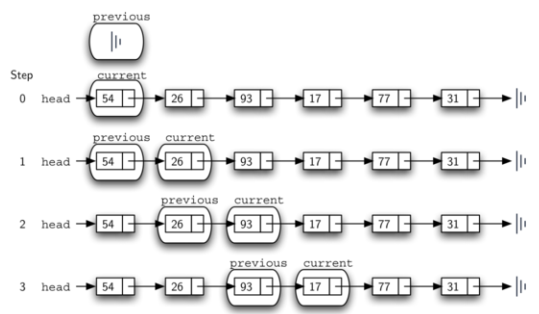 previous
Step
current
0 head 54 26 93 17 77 31
previous current
1 head 54 26 93 17 77 31
previous current
2 head 54 26 93 17 77 31
previous current
3 head 54 26 93 17 77 31